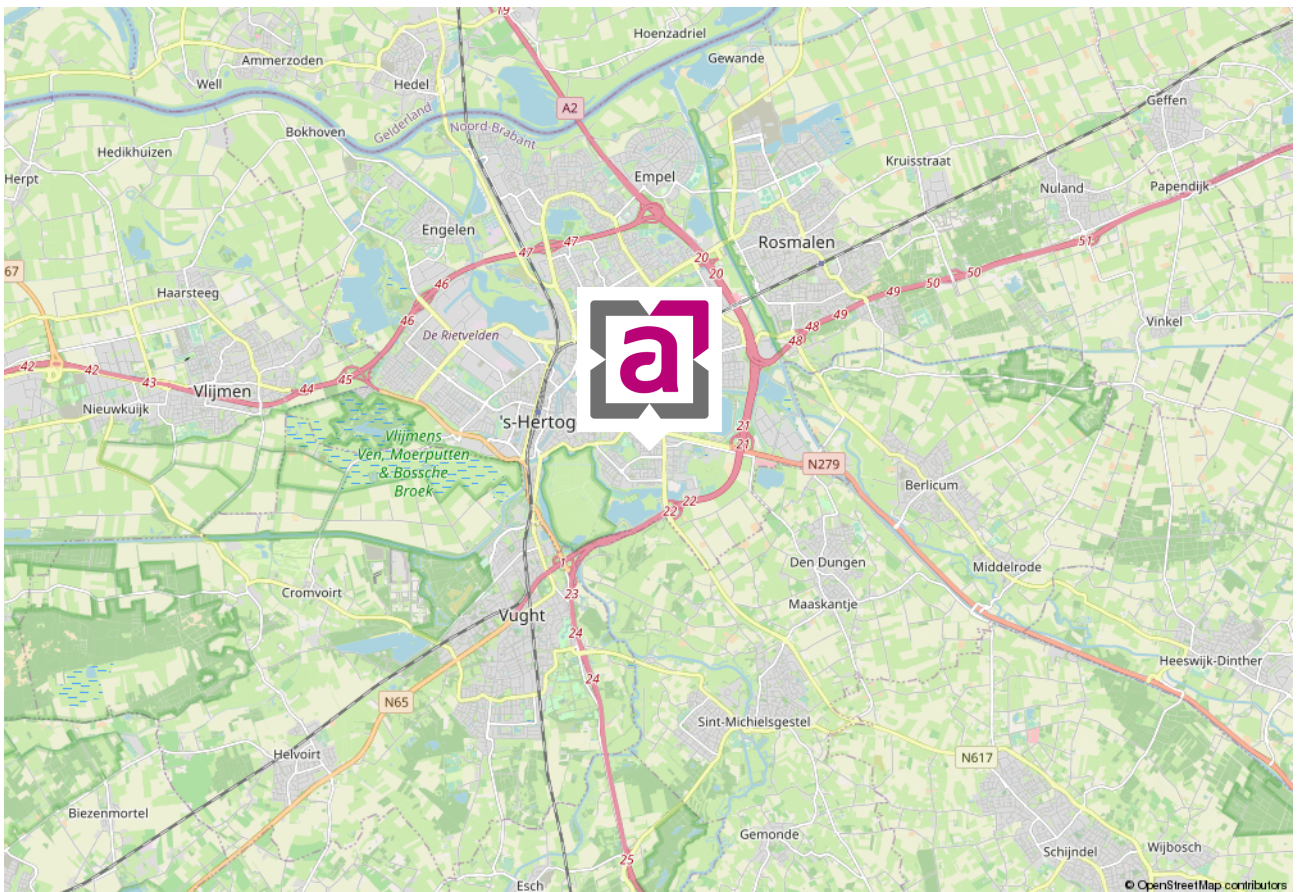 19
Hoenzadriel
Ammerzoden
Gewande
Well
Hedel
Geffen
A2
Gelderland
Noord-Brabant
Bokhoven
Hedikhuizen
Kruisstraat
Herpt
Empel
Nuland
Papendijk
Engelen
Rosmalen
47
47
51
20
20
67
50
50
46
49
Haarsteeg
46
49
Vinkel
De Rietvelden
48
48
a
42
42
43
44
45
Vlijmen
Nieuwkuijk
's-Hertog
21
21
Vlijmens
Ven, Moerputten
& Bossche
Broek
N279
Berlicum
22
22
1
Den Dungen
Middelrode
Cromvoirt
23
Maaskantje
Vught
24
Heeswijk-Dinther
24
N65
Sint-Michielsgestel
Helvoirt
N617
Biezenmortel
Gemonde
Wijbosch
Schijndel
25
Esch
© OpenStreetMap contributors